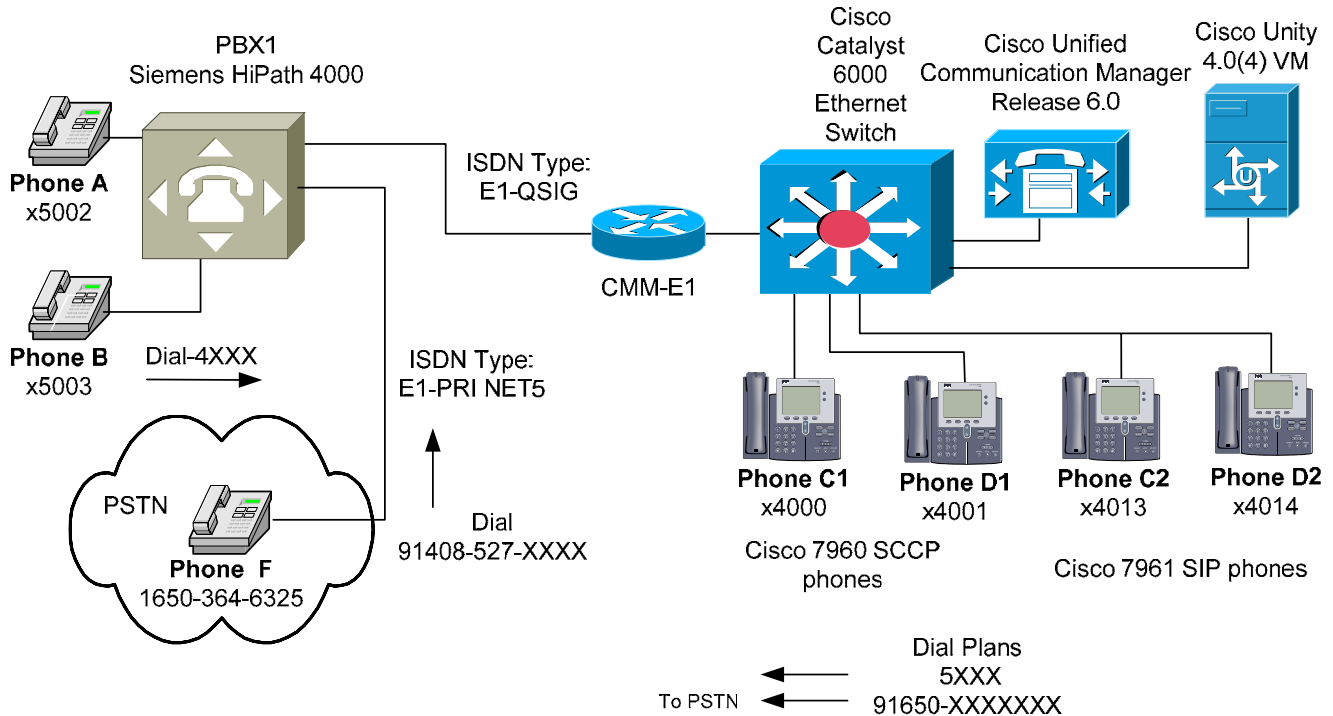 PBX1
Siemens HiPath 4000
Cisco
Catalyst
6000
Ethernet
Switch
Cisco Unified
Communication Manager
Release 6.0
Cisco Unity
4.0(4) VM
Phone A
x5002
ISDN Type:
E1-QSIG
U
CMM-E1
Phone B
x5003
Dial-4XXX
ISDN Type:
E1-PRI NET5
Phone C1
x4000
Phone D1
x4001
Phone C2
x4013
Phone D2
x4014
Cisco 7960 SCCP
phones
Cisco 7961 SIP phones
PSTN
Phone F
1650-364-6325
Dial
91408-527-XXXX
Dial Plans
5XXX
To PSTN
91650-XXXXXXX